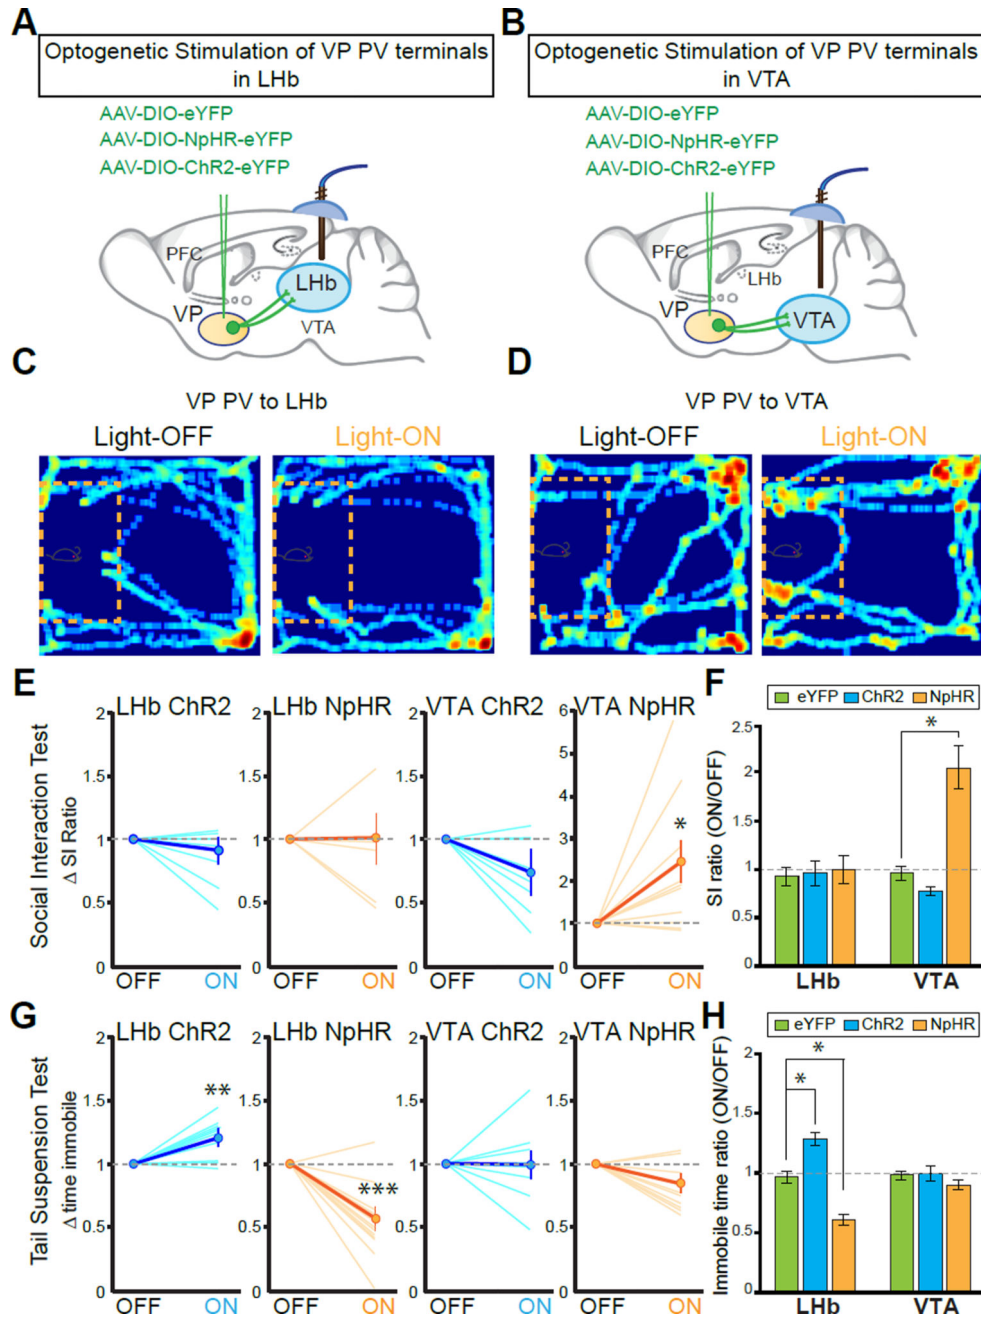 A
Optogenetic Stimulation of VP PV terminals
in LHb
AAV-DIO-eYFP
AAV-DIO-NpHR-eYFP
AAV-DIO-ChR2-eYFP
PFC
LHb
VP
VTA
B
Optogenetic Stimulation of VP PV terminals
in VTA
AAV-DIO-eYFP
AAV-DIO-NpHR-eYFP
AAV-DIO-ChR2-eYFP
PFC
LHb
VP
VTA
C
VP PV to LHb
Light-OFF Light-ON
D
VP PV to VTA
Light-OFF Light-ON
E
Social Interaction Test
Δ SI Ratio
LHb ChR2
2
1.5
1
0.5
0
OFF ON
LHb NpHR
2
1.5
1
0.5
0
OFF ON
VTA ChR2
2
1.5
1
0.5
0
OFF ON
VTA NpHR
6
5
4
3
2
1
0
*
OFF ON
F
eYFP ChR2 NpHR
SI ratio (ON/OFF)
2.5
2
1.5
1
0.5
0
*
LHb VTA
G
Tail Suspension Test
Δ time immobile
LHb ChR2
2
1.5
1
0.5
0
**
OFF ON
LHb NpHR
2
1.5
1
0.5
0
***
OFF ON
VTA ChR2
2
1.5
1
0.5
0
OFF ON
VTA NpHR
2
1.5
1
0.5
0
OFF ON
H
eYFP ChR2 NpHR
Immobile time ratio (ON/OFF)
2
1.5
1
0.5
0
*
*
LHb VTA